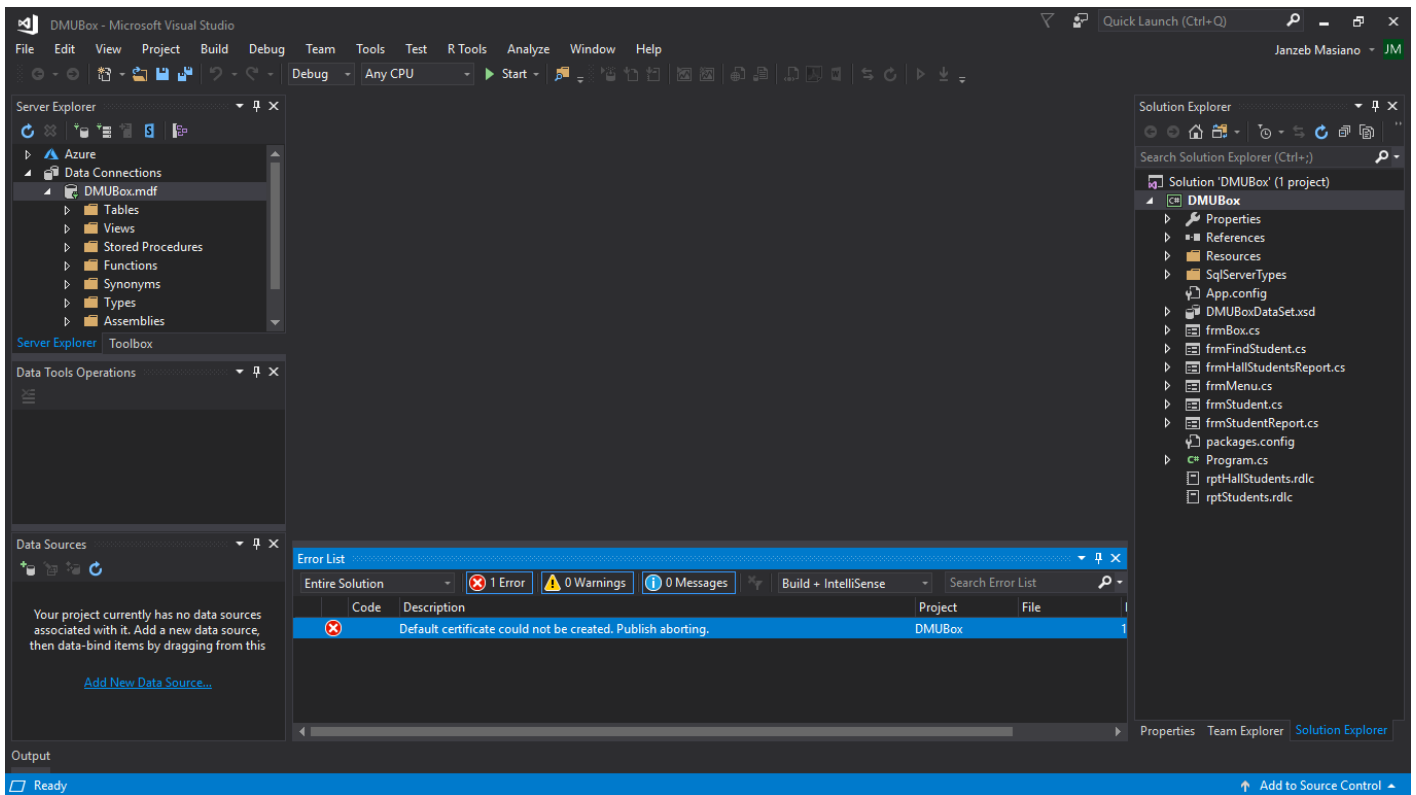 DMUBox - Microsoft Visual Studio
Quick Launch (Ctrl+Q)
File Edit View Project Build Debug Team Tools Test R Tools Analyze Window Help
Janzeb Masiano JM
Debug Any CPU Start
Server Explorer
Azure
Data Connections
DMUBox.mdf
Tables
Views
Stored Procedures
Functions
Synonyms
Types
Assemblies
Server Explorer Toolbox
Data Tools Operations
Data Sources
Your project currently has no data sources
associated with it. Add a new data source,
then data-bind items by dragging from this
Add New Data Source...
Output
Error List
Entire Solution 1 Error 0 Warnings 0 Messages Build + IntelliSense Search Error List
Code Description Project File
Default certificate could not be created. Publish aborting. DMUBox 1
Solution Explorer
Search Solution Explorer (Ctrl+;)
Solution 'DMUBox' (1 project)
C# DMUBox
Properties
References
Resources
SqlServerTypes
App.config
DMUBoxDataSet.xsd
frmBox.cs
frmFindStudent.cs
frmHallStudentsReport.cs
frmMenu.cs
frmStudent.cs
frmStudentReport.cs
packages.config
C# Program.cs
rptHallStudents.rdlc
rptStudents.rdlc
Properties Team Explorer Solution Explorer
Ready
Add to Source Control